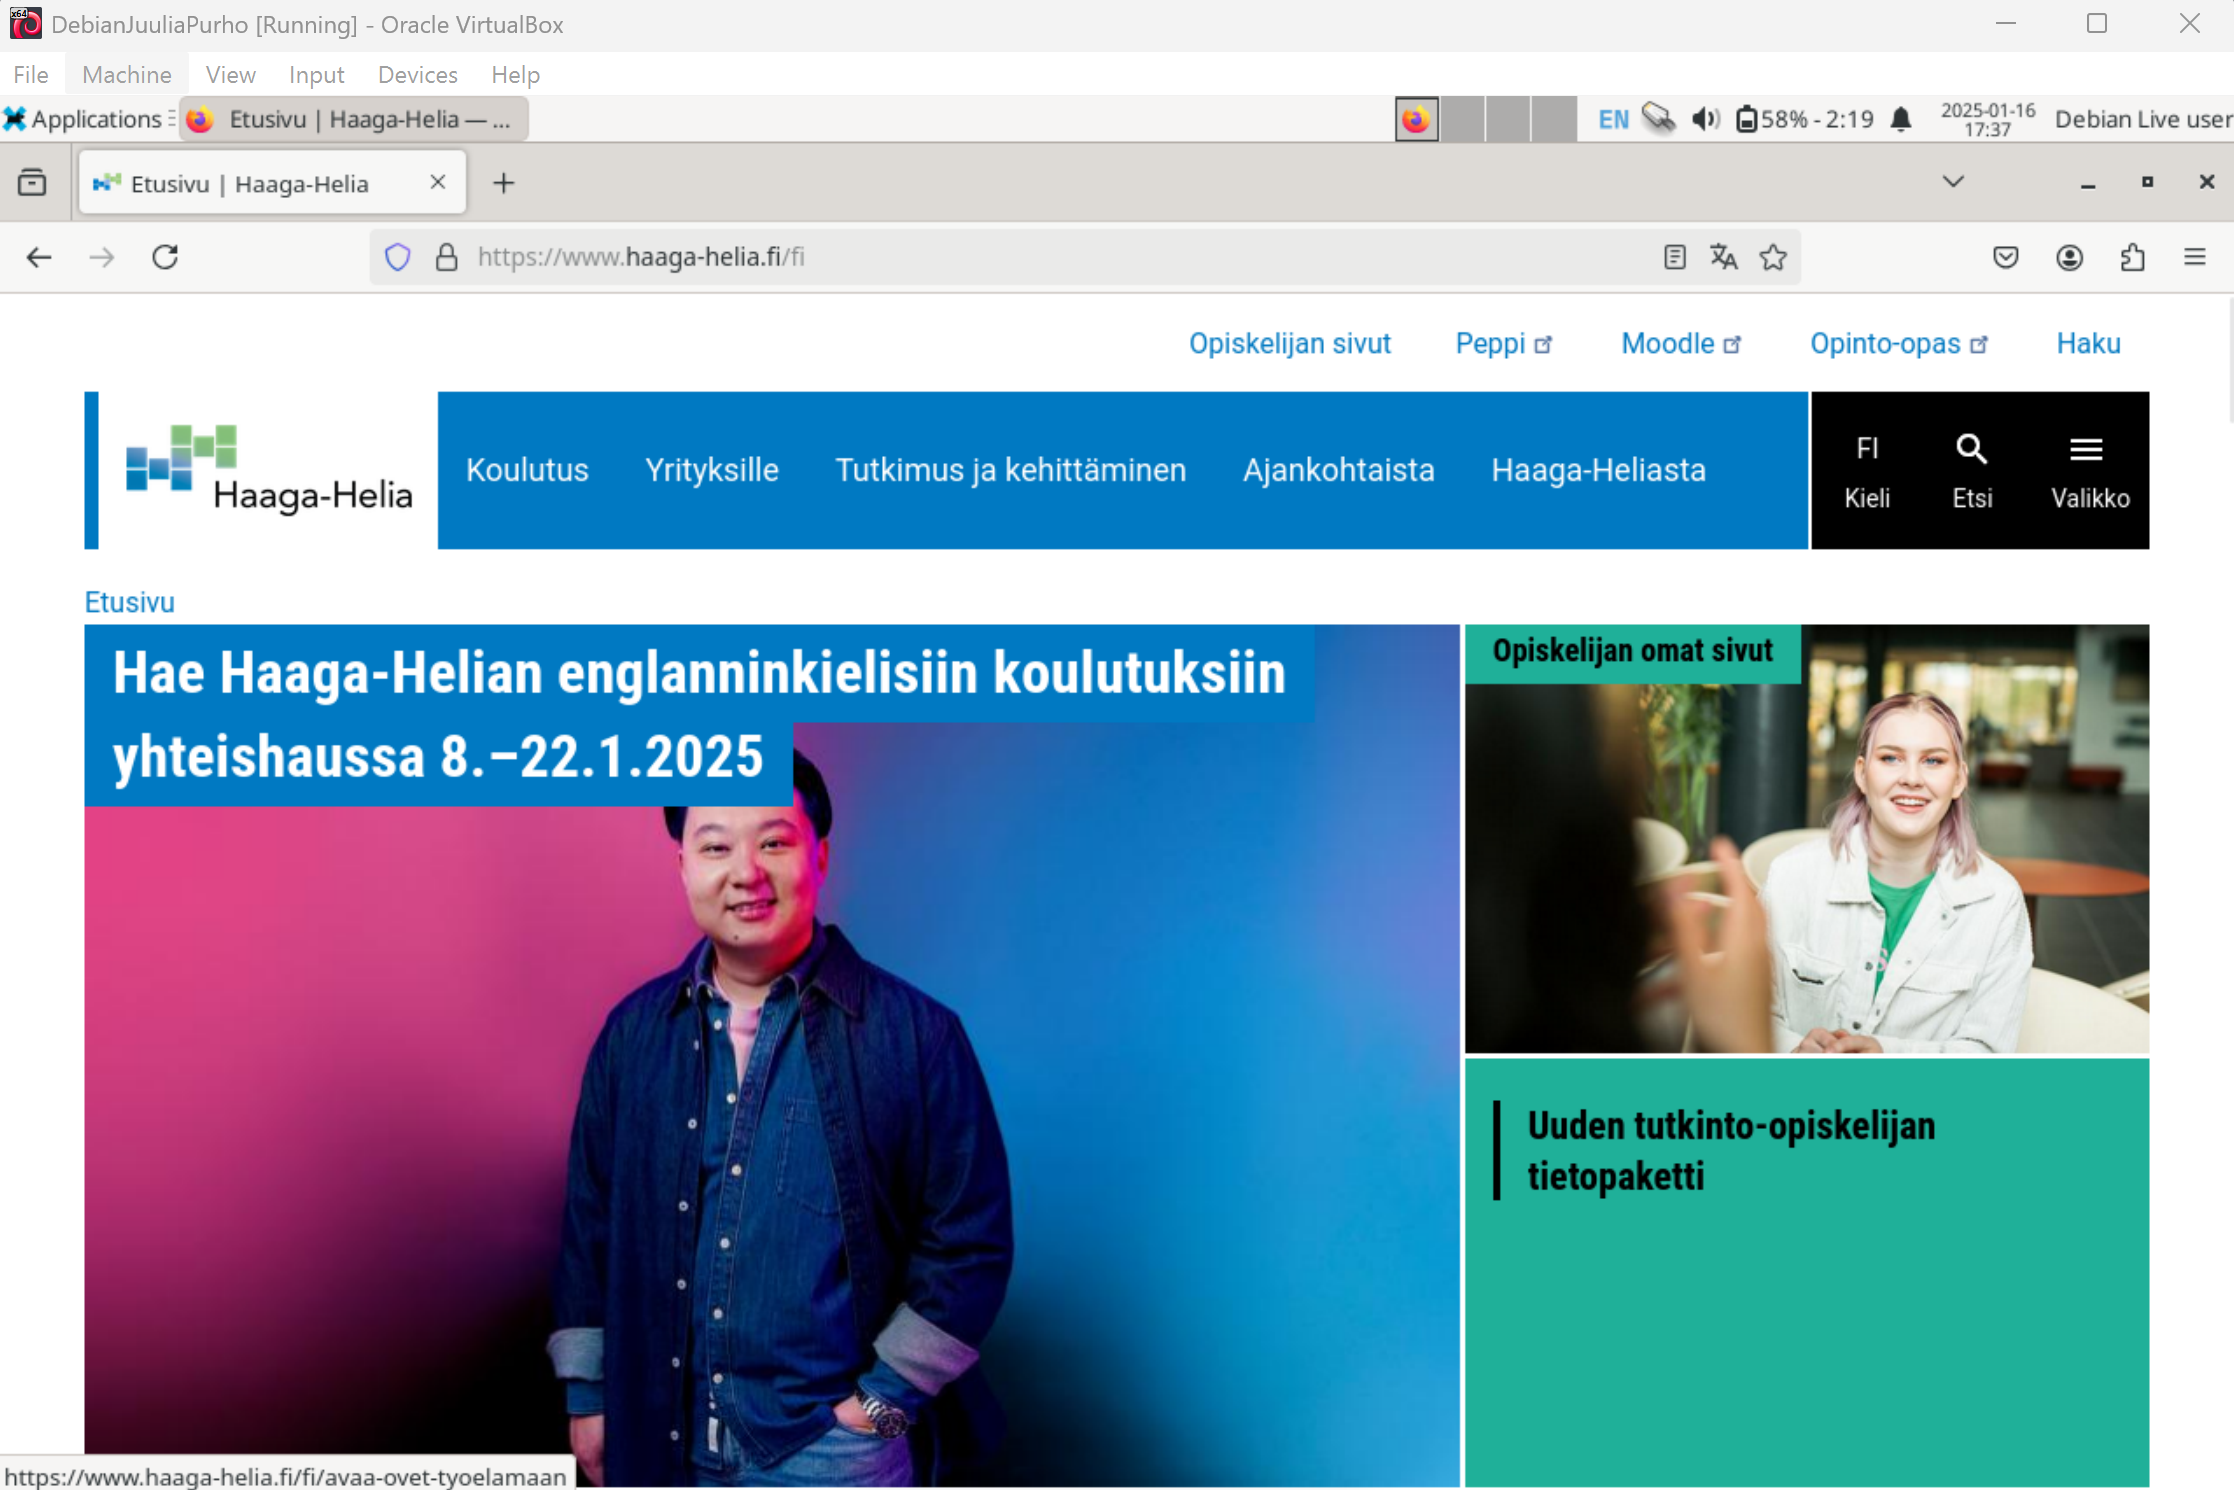 DebianJuuliaPurho [Running] - Oracle VirtualBox
File Machine View Input Devices Help
Applications Etusivu | Haaga-Helia — ... EN 58% - 2:19 2025-01-16 17:37 Debian Live user
Etusivu | Haaga-Helia
https://www.haaga-helia.fi/fi
Opiskelijan sivut Peppi Moodle Opinto-opas Haku
Haaga-Helia
Koulutus Yrityksille Tutkimus ja kehittäminen Ajankohtaista Haaga-Heliasta
FI
Kieli Etsi Valikko
Etusivu
Hae Haaga-Helian englanninkielisiin koulutuksiin
yhteishaussa 8.–22.1.2025
Opiskelijan omat sivut
Uuden tutkinto-opiskelijan
tietopaketti
https://www.haaga-helia.fi/fi/avaa-ovet-tyoelamaan